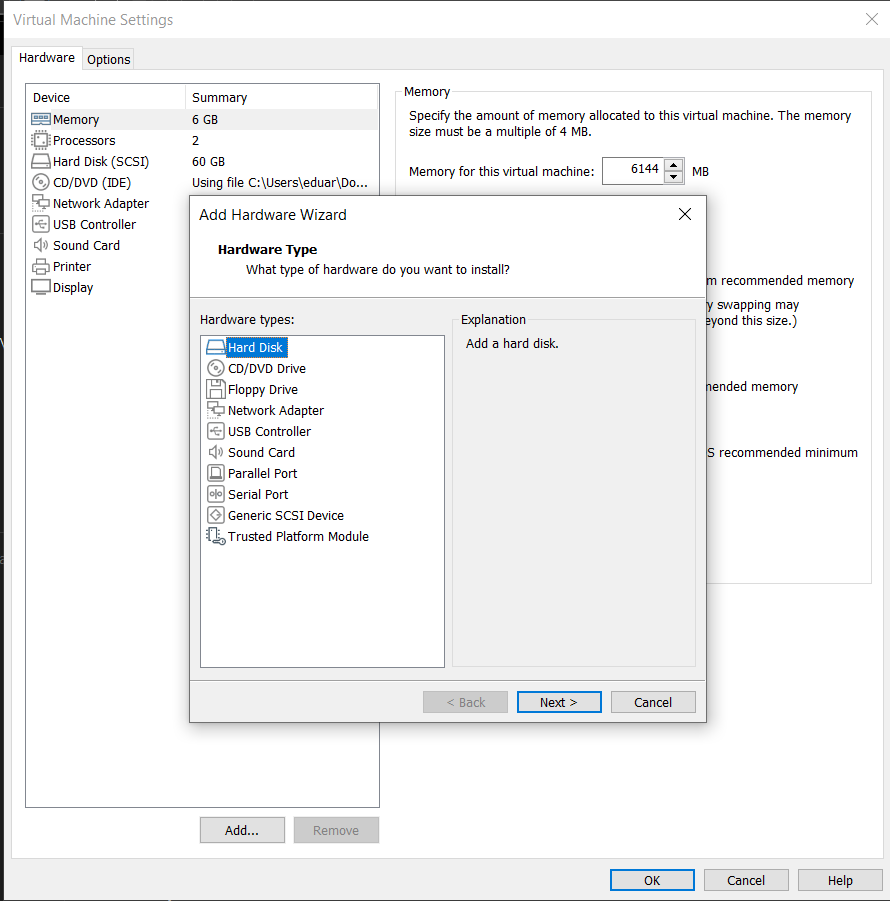 Virtual Machine Settings
Hardware
Options
Device Summary
Memory 6 GB
Processors 2
Hard Disk (SCSI) 60 GB
CD/DVD (IDE) Using file C:\Users\eduar\Do...
Network Adapter
USB Controller
Sound Card
Printer
Display
Memory
Specify the amount of memory allocated to this virtual machine. The memory
size must be a multiple of 4 MB.
Memory for this virtual machine: 6144 MB
m recommended memory
y swapping may
eyond this size.)
mended memory
S recommended minimum
Add Hardware Wizard
Hardware Type
What type of hardware do you want to install?
Hardware types:
Hard Disk
CD/DVD Drive
Floppy Drive
Network Adapter
USB Controller
Sound Card
Parallel Port
Serial Port
Generic SCSI Device
Trusted Platform Module
Explanation
Add a hard disk.
< Back Next > Cancel
Add... Remove
OK Cancel Help